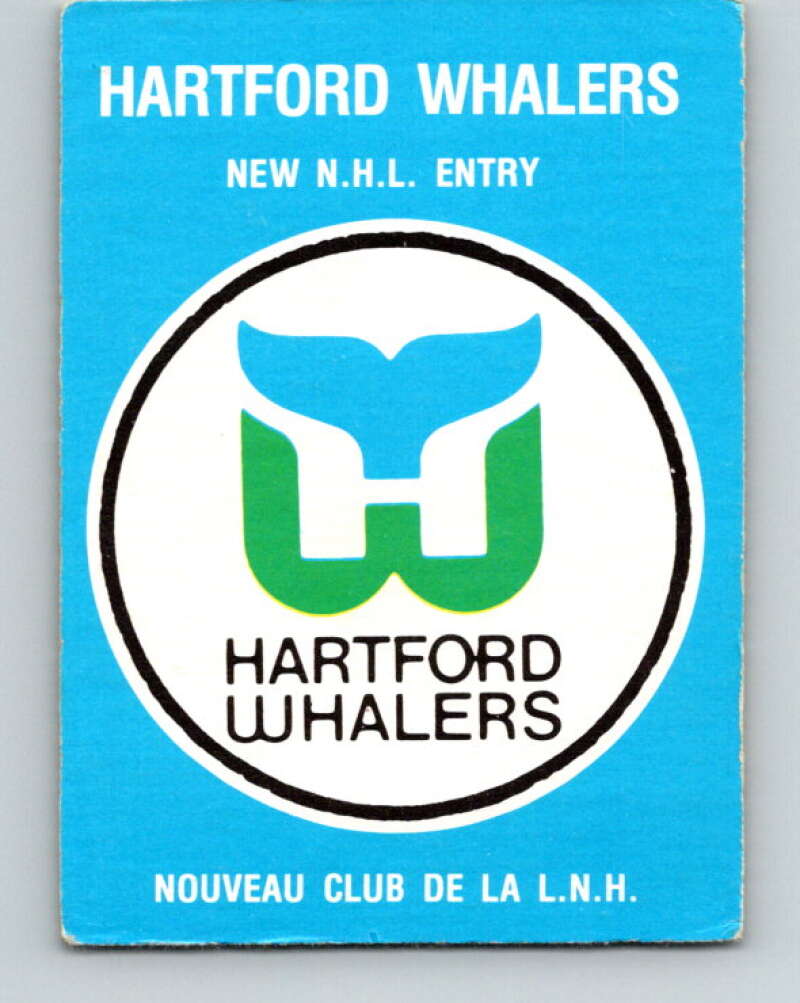 HARTFORD WHALERS
NEW N.H.L. ENTRY
HARTFORD
WHALERS
NOUVEAU CLUB DE LA L.N.H.